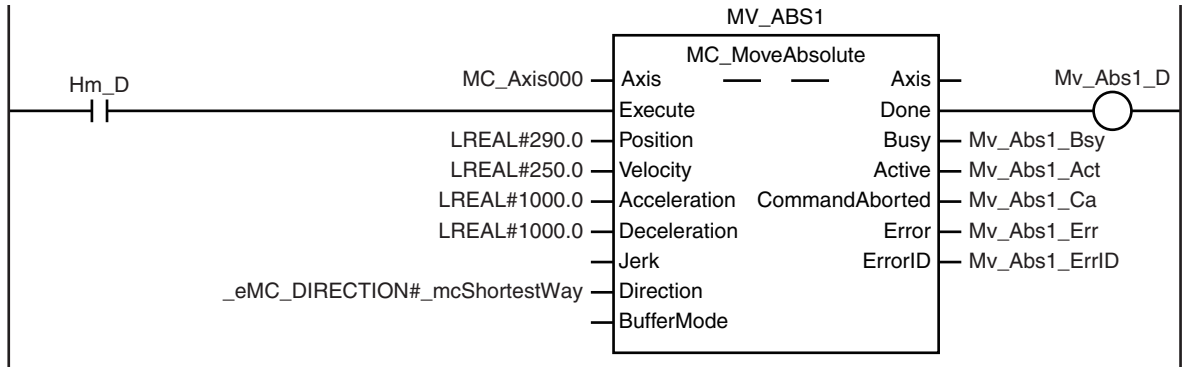 MV_ABS1
MC_MoveAbsolute
MC_Axis000 Axis Axis Mv_Abs1_D
Hm_D
Execute Done
LREAL#290.0 Position Busy Mv_Abs1_Bsy
LREAL#250.0 Velocity Active Mv_Abs1_Act
LREAL#1000.0 Acceleration CommandAborted Mv_Abs1_Ca
LREAL#1000.0 Deceleration Error Mv_Abs1_Err
Jerk ErrorID Mv_Abs1_ErrID
_eMC_DIRECTION#_mcShortestWay Direction
BufferMode